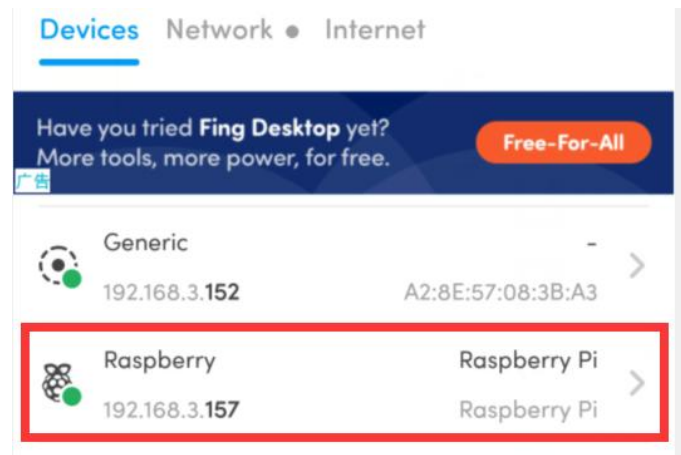 Devices Network Internet
Have you tried Fing Desktop yet?
More tools, more power, for free.
Free-For-All
广告
Generic -
192.168.3.152 A2:8E:57:08:3B:A3
Raspberry Raspberry Pi
192.168.3.157 Raspberry Pi